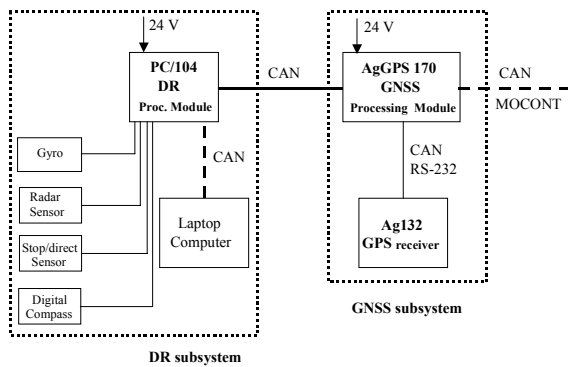 24 V
PC/104
DR
Proc. Module
Gyro
Radar
Sensor
Stop/direct
Sensor
Digital
Compass
CAN
Laptop
Computer
DR subsystem
CAN
24 V
AgGPS 170
GNSS
Processing Module
CAN
RS-232
Ag132
GPS receiver
GNSS subsystem
CAN
MOCONT